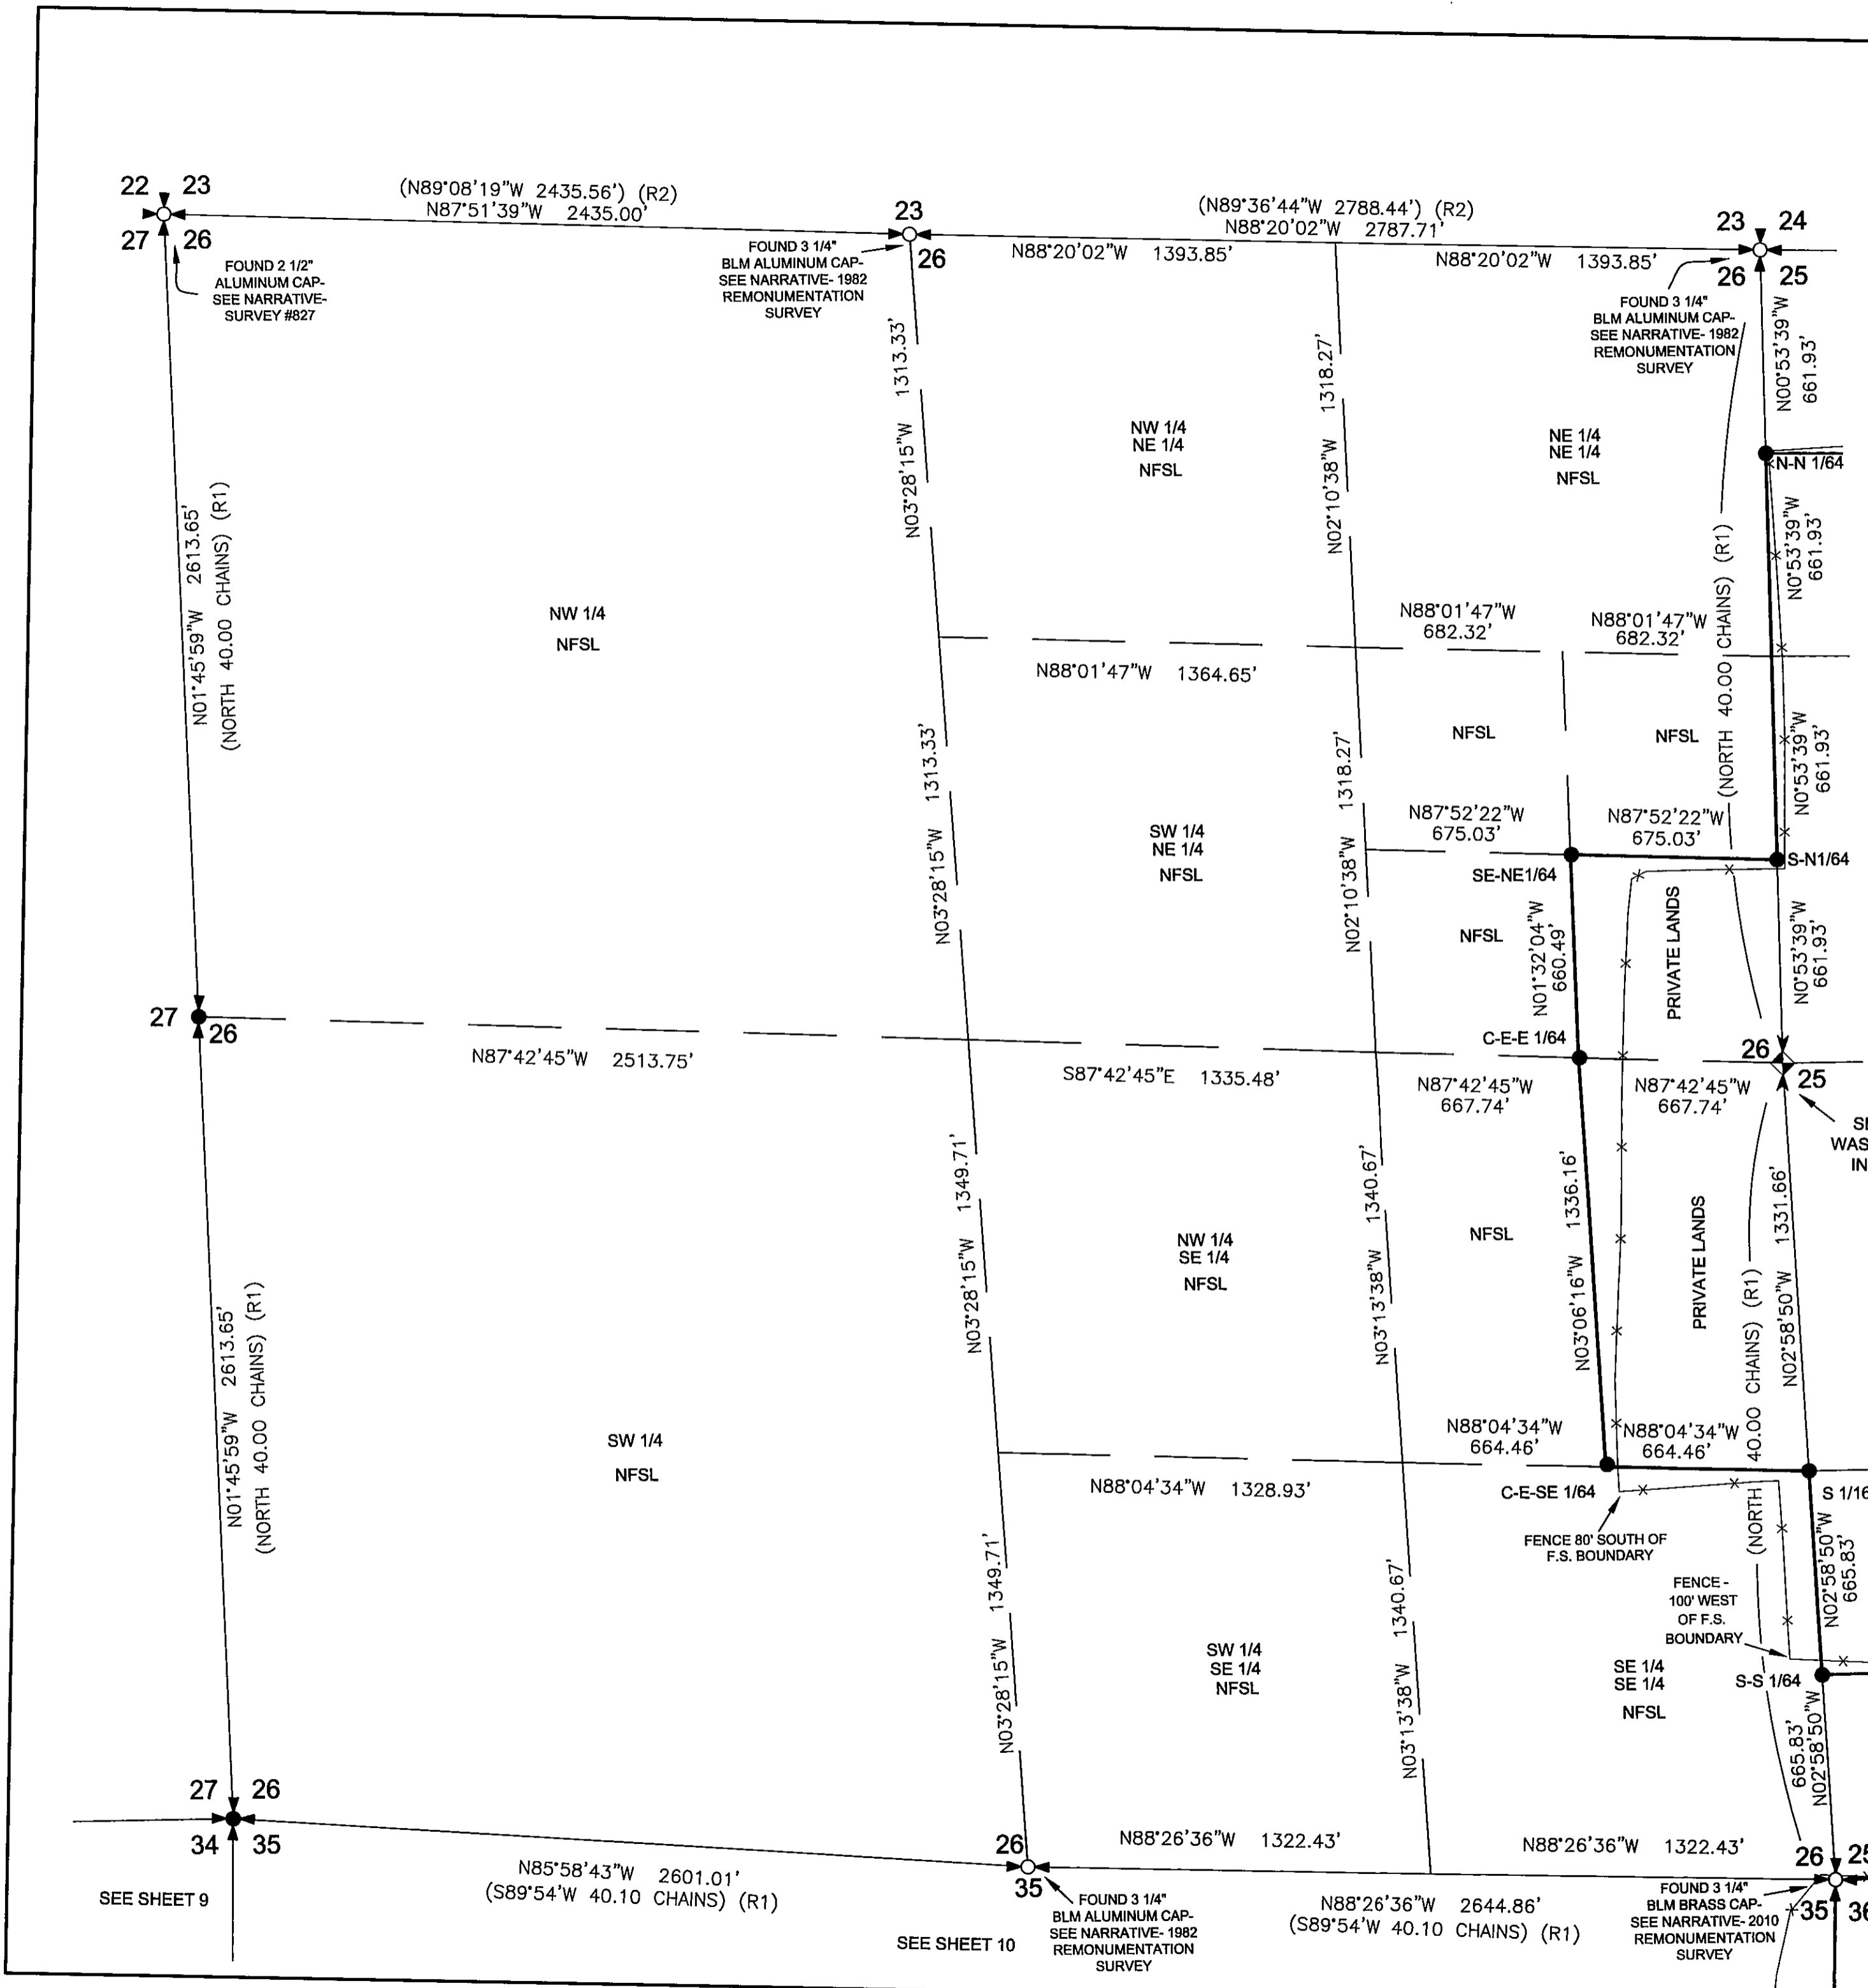 22 23
27 26
(N89°08'19"W 2435.56') (R2)
N87°51'39"W 2435.00'
23
26
(N89°36'44"W 2788.44') (R2)
N88°20'02"W 2787.71'
N88°20'02"W 1393.85'
N88°20'02"W 1393.85'
23 24
26 25
FOUND 2 1/2"
ALUMINUM CAP-
SEE NARRATIVE-
SURVEY #827
FOUND 3 1/4"
BLM ALUMINUM CAP-
SEE NARRATIVE- 1982
REMONUMENTATION
SURVEY
FOUND 3 1/4"
BLM ALUMINUM CAP-
SEE NARRATIVE- 1982
REMONUMENTATION
SURVEY
N01°45'59"W 2613.65'
(NORTH 40.00 CHAINS) (R1)
N03°28'15"W 1313.33'
N02°10'38"W 1318.27'
N00°53'39"W
661.93'
NW 1/4
NE 1/4
NFSL
NE 1/4
NE 1/4
NFSL
N-N 1/64
N0°53'39"W
661.93'
(NORTH 40.00 CHAINS) (R1)
NW 1/4
NFSL
N88°01'47"W
682.32'
N88°01'47"W
682.32'
N88°01'47"W 1364.65'
NFSL
NFSL
N0°53'39"W
661.93'
N03°28'15"W 1313.33'
N02°10'38"W 1318.27'
SW 1/4
NE 1/4
NFSL
N87°52'22"W
675.03'
N87°52'22"W
675.03'
SE-NE1/64
S-N1/64
NFSL
N01°32'04"W
660.49'
PRIVATE LANDS
N0°53'39"W
661.93'
27
26
N87°42'45"W 2513.75'
S87°42'45"E 1335.48'
C-E-E 1/64
N87°42'45"W
667.74'
N87°42'45"W
667.74'
26
25
WAS
IN
N03°28'15"W 1349.71'
N03°13'38"W 1340.67'
N03°06'16"W 1336.16'
N02°58'50"W 1331.66'
NW 1/4
SE 1/4
NFSL
NFSL
PRIVATE LANDS
N01°45'59"W 2613.65'
(NORTH 40.00 CHAINS) (R1)
(NORTH 40.00 CHAINS) (R1)
SW 1/4
NFSL
N88°04'34"W
664.46'
N88°04'34"W
664.46'
N88°04'34"W 1328.93'
C-E-SE 1/64
S 1/16
FENCE 80' SOUTH OF
F.S. BOUNDARY
N02°58'50"W
665.83'
FENCE -
100' WEST
OF F.S.
BOUNDARY
N03°28'15"W 1349.71'
N03°13'38"W 1340.67'
SW 1/4
SE 1/4
NFSL
SE 1/4
SE 1/4
NFSL
S-S 1/64
665.83'
N02°58'50"W
27 26
34 35
N85°58'43"W 2601.01'
(S89°54'W 40.10 CHAINS) (R1)
26
35
N88°26'36"W 1322.43'
N88°26'36"W 1322.43'
N88°26'36"W 2644.86'
(S89°54'W 40.10 CHAINS) (R1)
26 25
35 36
SEE SHEET 9
SEE SHEET 10
FOUND 3 1/4"
BLM ALUMINUM CAP-
SEE NARRATIVE- 1982
REMONUMENTATION
SURVEY
FOUND 3 1/4"
BLM BRASS CAP-
SEE NARRATIVE- 2010
REMONUMENTATION
SURVEY